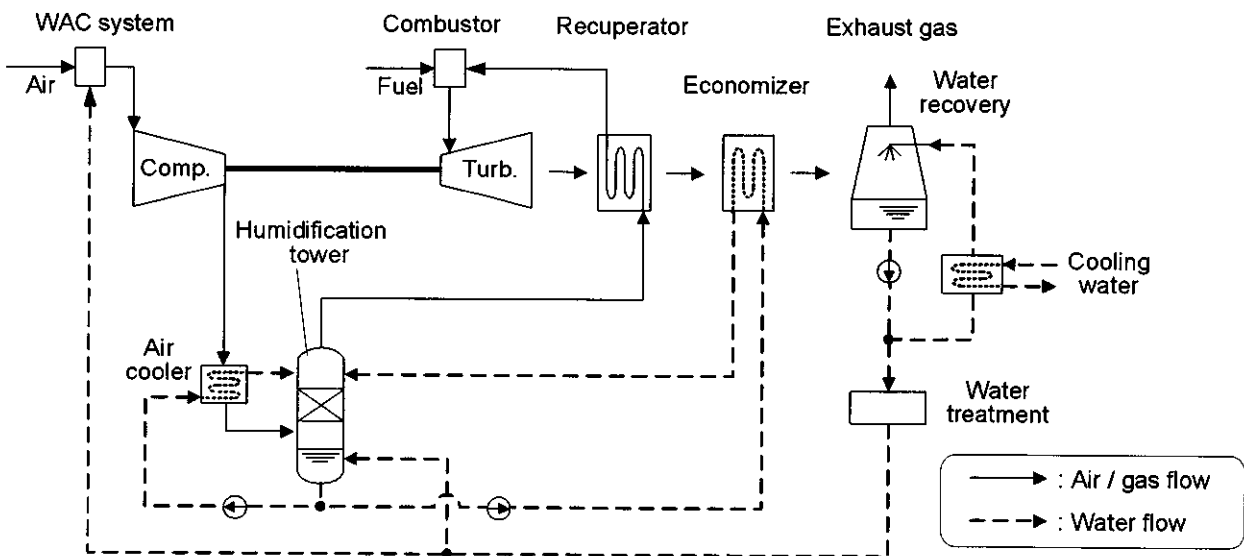 WAC system
Combustor
Recuperator
Exhaust gas
Air
Fuel
Economizer
Water
recovery
Comp.
Turb.
Humidification
tower
Cooling
water
Air
cooler
Water
treatment
: Air / gas flow
: Water flow